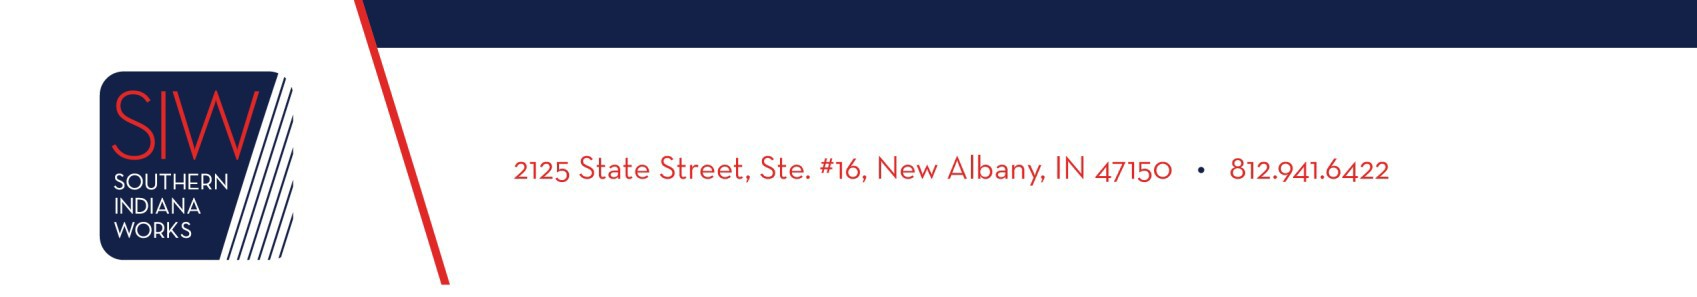 SIW
SOUTHERN
INDIANA
WORKS
2125 State Street, Ste. #16, New Albany, IN 47150 • 812.941.6422